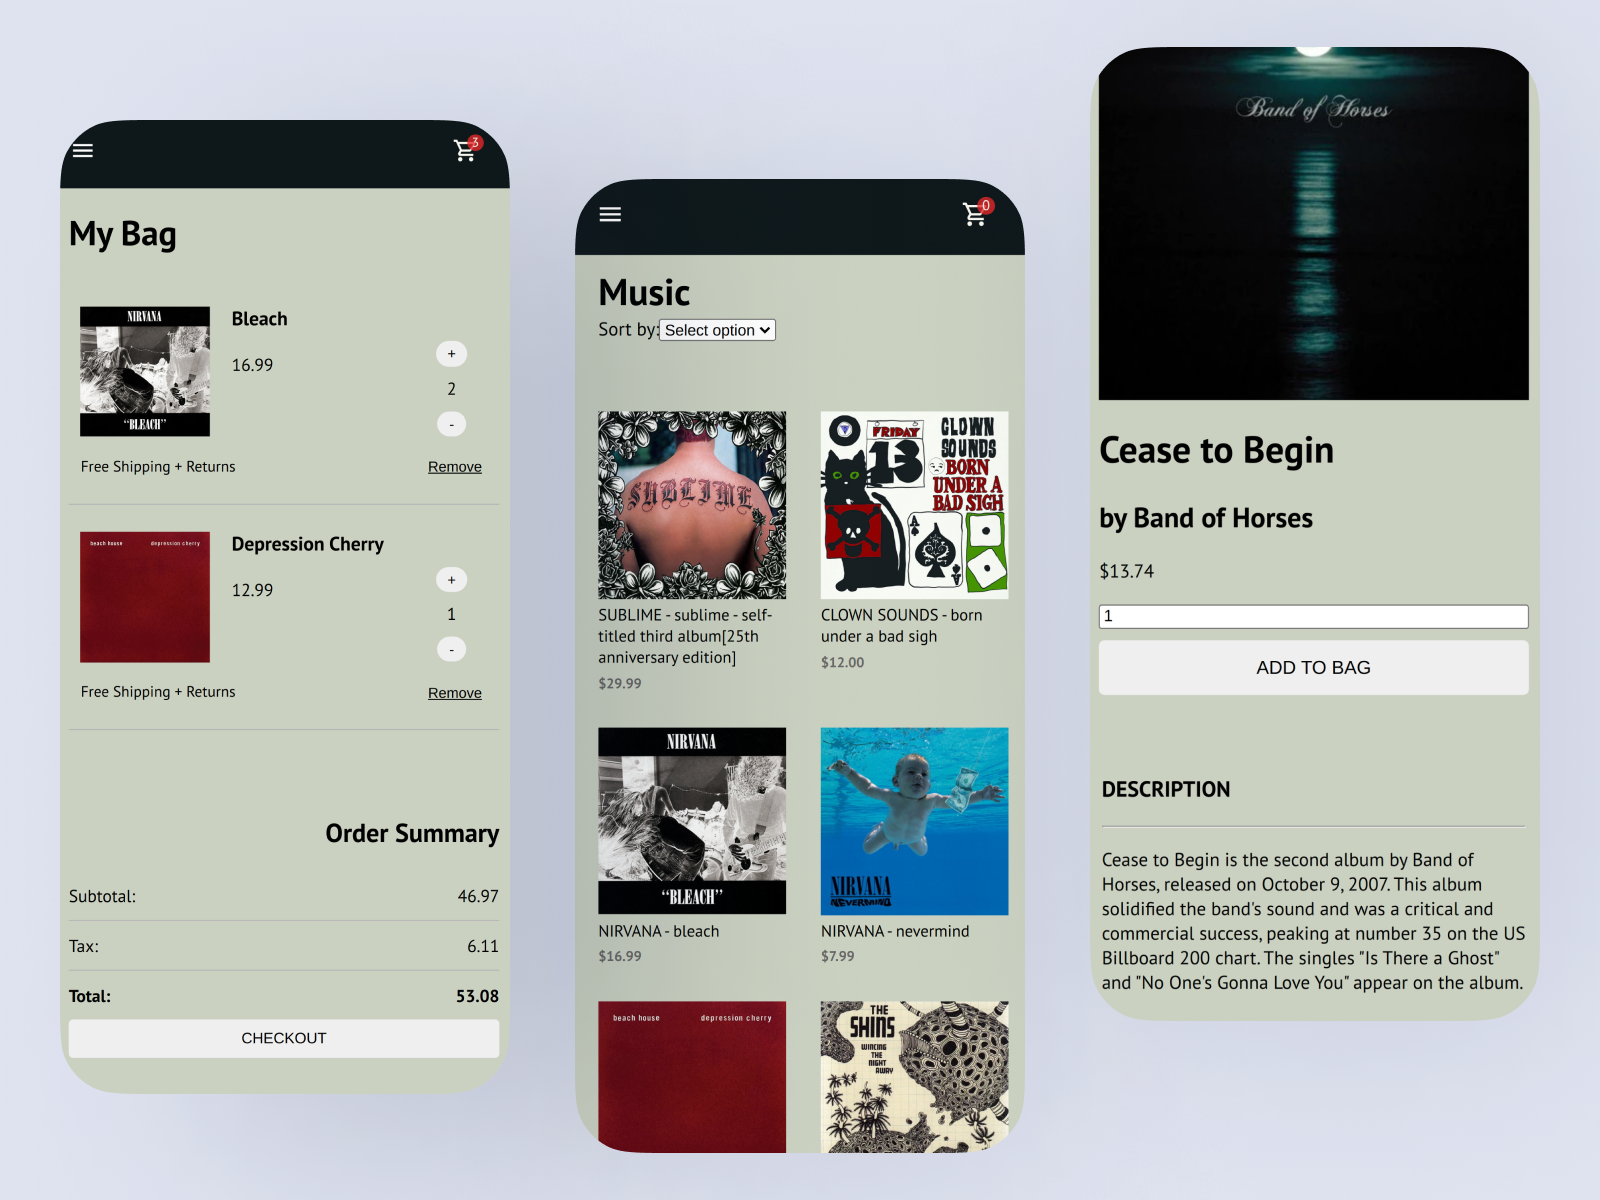 3
My Bag
NIRVANA
"BLEACH"
Bleach
16.99
+
2
-
Free Shipping + Returns
Remove
beach house
depression cherry
Depression Cherry
12.99
+
1
-
Free Shipping + Returns
Remove
Order Summary
Subtotal:
46.97
Tax:
6.11
Total:
53.08
CHECKOUT
0
Music
Sort by:
Select option
SUBLIME
SUBLIME - sublime - self-
titled third album[25th
anniversary edition]
$29.99
FRIDAY
13
CLOWN
SOUNDS
BORN
UNDER A
BAD SIGH
A
A
CLOWN SOUNDS - born
under a bad sigh
$12.00
NIRVANA
"BLEACH"
NIRVANA - bleach
$16.99
NIRVANA
NEVERMIND
NIRVANA - nevermind
$7.99
beach house
depression cherry
THE
SHINS
WINCING
THE
NIGHT
AWAY
Band of Horses
Cease to Begin
by Band of Horses
$13.74
1
ADD TO BAG
DESCRIPTION
Cease to Begin is the second album by Band of
Horses, released on October 9, 2007. This album
solidified the band's sound and was a critical and
commercial success, peaking at number 35 on the US
Billboard 200 chart. The singles "Is There a Ghost"
and "No One's Gonna Love You" appear on the album.